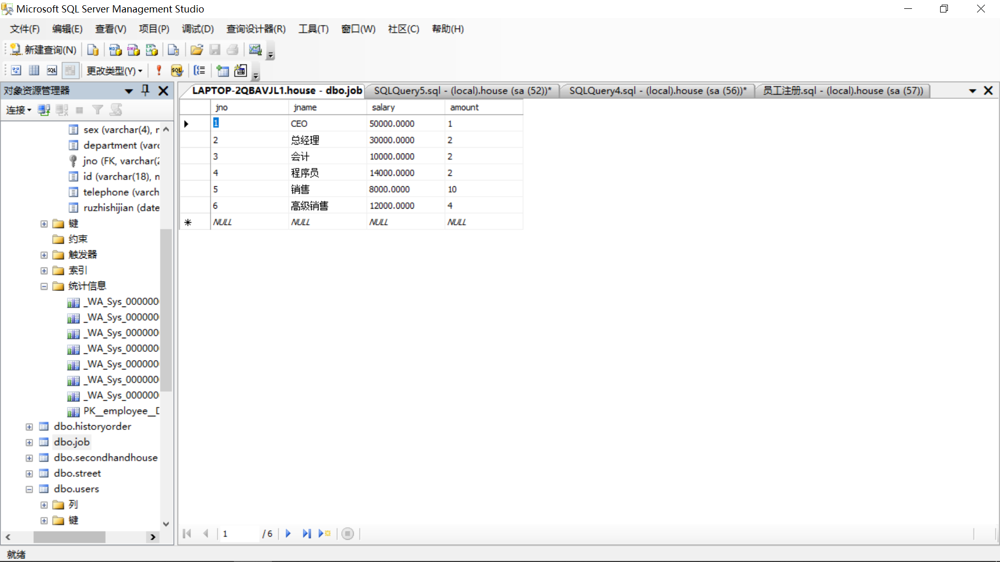 Microsoft SQL Server Management Studio
文件(F) 编辑(E) 查看(V) 项目(P) 调试(D) 查询设计器(R) 工具(T) 窗口(W) 社区(C) 帮助(H)
新建查询(N)
更改类型(Y)
对象资源管理器
连接
sex (varchar(4), r
department (varc
jno (FK, varchar(2
id (varchar(18), n
telephone (varch
ruzhishijian (date
键
约束
触发器
索引
统计信息
_WA_Sys_000000
_WA_Sys_000000
_WA_Sys_000000
_WA_Sys_000000
_WA_Sys_000000
_WA_Sys_000000
_WA_Sys_000000
PK__employee__
dbo.historyorder
dbo.job
dbo.secondhandhouse
dbo.street
dbo.users
列
键
LAPTOP-2QBAVJL1.house - dbo.job SQLQuery5.sql - (local).house (sa (52))* SQLQuery4.sql - (local).house (sa (56))* 员工注册.sql - (local).house (sa (57))
jno jname salary amount
1 CEO 50000.0000 1
2 总经理 30000.0000 2
3 会计 10000.0000 2
4 程序员 14000.0000 2
5 销售 8000.0000 10
6 高级销售 12000.0000 4
NULL NULL NULL NULL
1 / 6
就绪